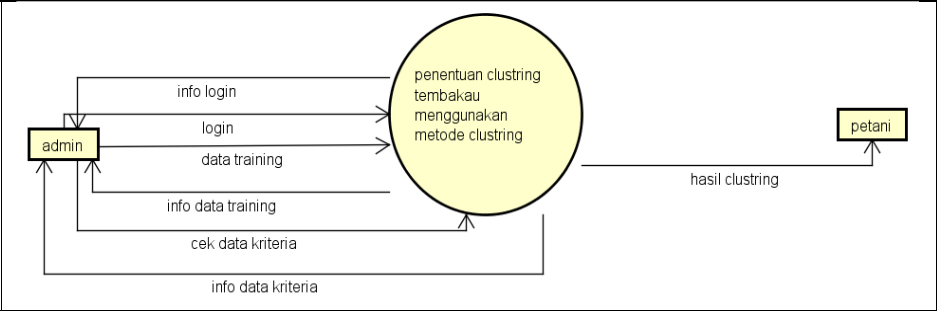 penentuan clustring
tembakau
menggunakan
metode clustring
info login
login
admin
data training
info data training
cek data kriteria
info data kriteria
petani
hasil clustring